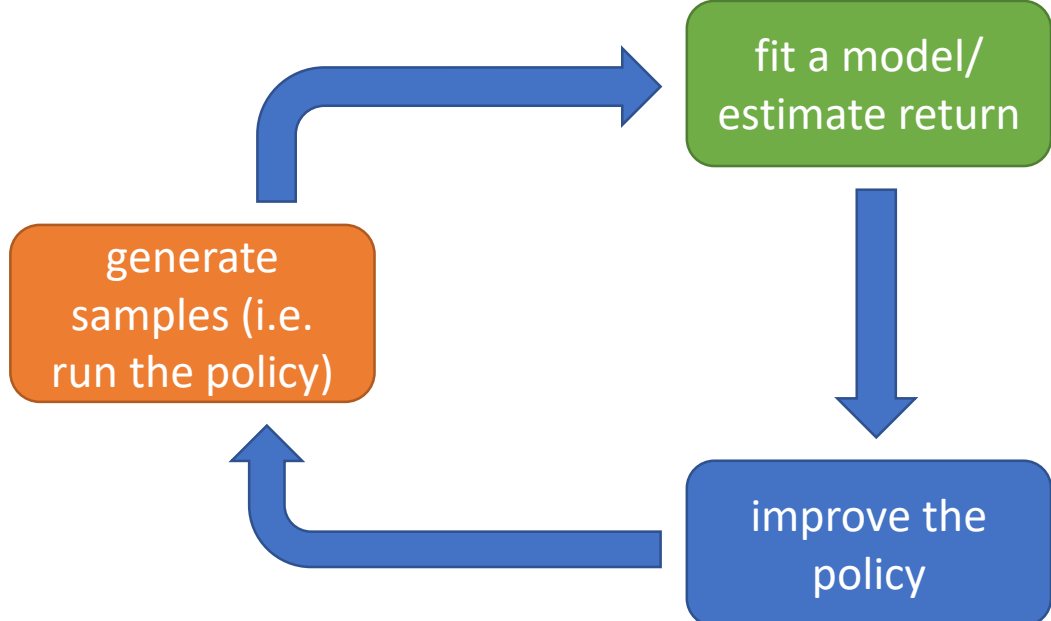 fit a model/
estimate return
generate
samples (i.e.
run the policy)
improve the
policy